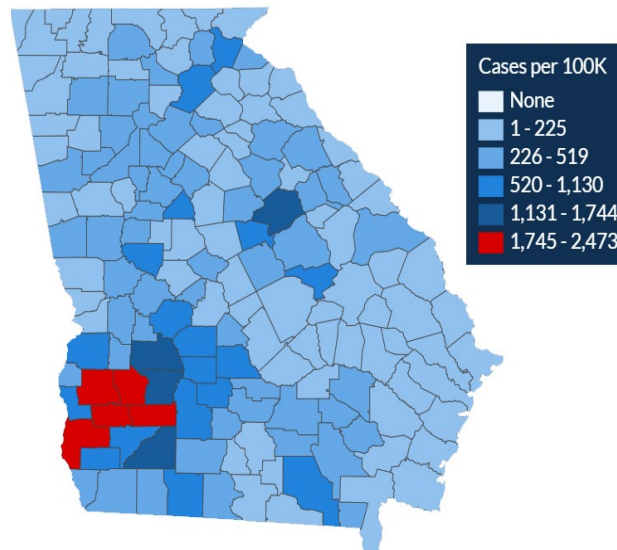 Cases per 100K
None
1 - 225
226 - 519
520 - 1,130
1,131 - 1,744
1,745 - 2,473